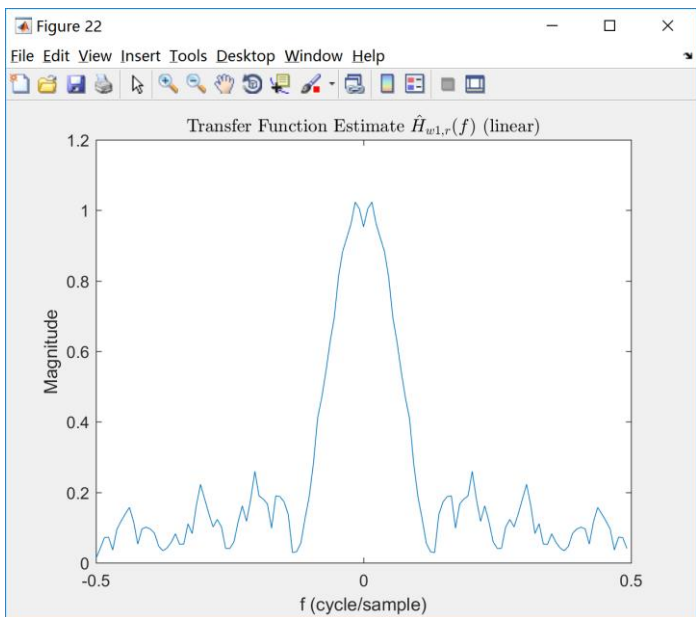 Figure 22
File Edit View Insert Tools Desktop Window Help
Transfer Function Estimate Ĥw1,r(f) (linear)
1.2
1
0.8
0.6
0.4
0.2
0
Magnitude
-0.5 0 0.5
f (cycle/sample)